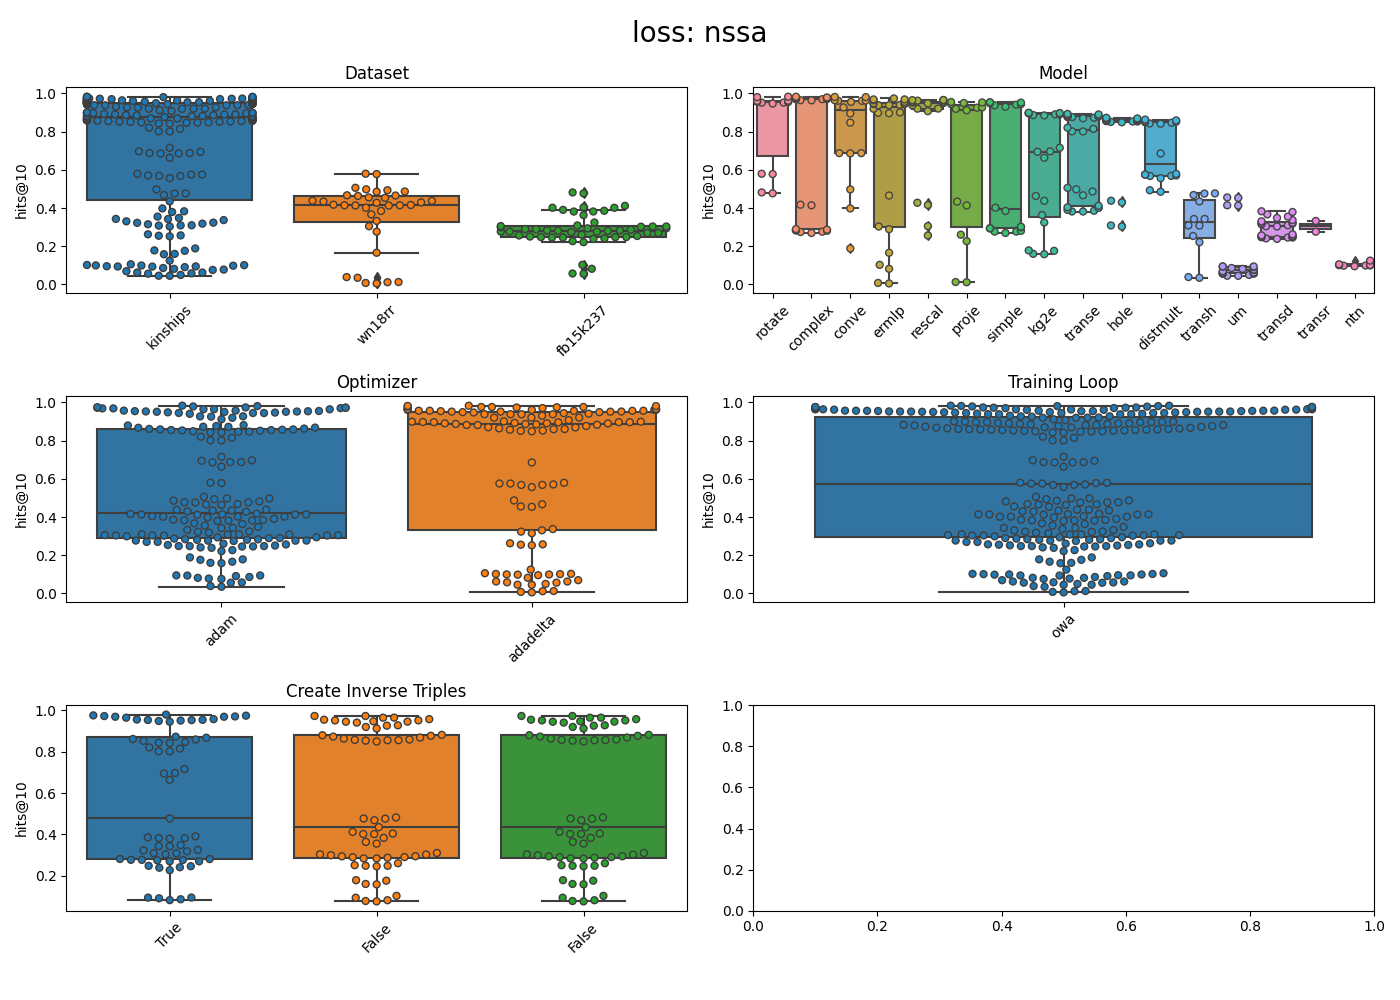 loss: nssa
Dataset
hits@10
1.0
0.8
0.6
0.4
0.2
0.0
kinships
wn18rr
fb15k237
Model
hits@10
1.0
0.8
0.6
0.4
0.2
0.0
rotate
complex
conve
ermlp
rescal
proje
simple
kg2e
transe
hole
distmult
transh
um
transd
transr
ntn
Optimizer
hits@10
1.0
0.8
0.6
0.4
0.2
0.0
adam
adadelta
Training Loop
hits@10
1.0
0.8
0.6
0.4
0.2
0.0
owa
Create Inverse Triples
hits@10
1.0
0.8
0.6
0.4
0.2
True
False
False
1.0
0.8
0.6
0.4
0.2
0.0
0.0 0.2 0.4 0.6 0.8 1.0